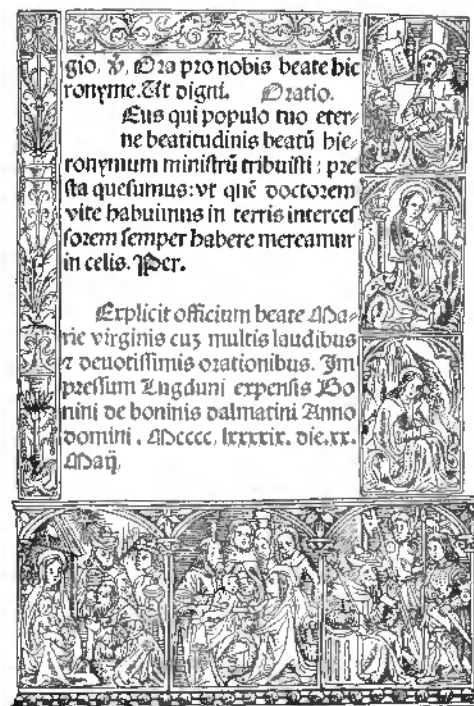 gio. ℣. Ora pro nobis beate hie
ronyme. Ut digni. Oratio.
Eus qui populo tuo eter⸗
ne beatitudinis beatū hie⸗
ronymum ministrū tribuisti: pre
sta quesumus: vt quē doctorem
vite habuimus in terris interces
sorem semper habere mereamur
in celis. Per.
Explicit officium beate Ma⸗
rie virginis cuz multis laudibus
⁊ deuotissimis orationibus. Im
pressum Lugduni expensis Bo
nini de boninis dalmatini Anno
domini . Mcccc. lxxxxix. die. xx.
Maij.